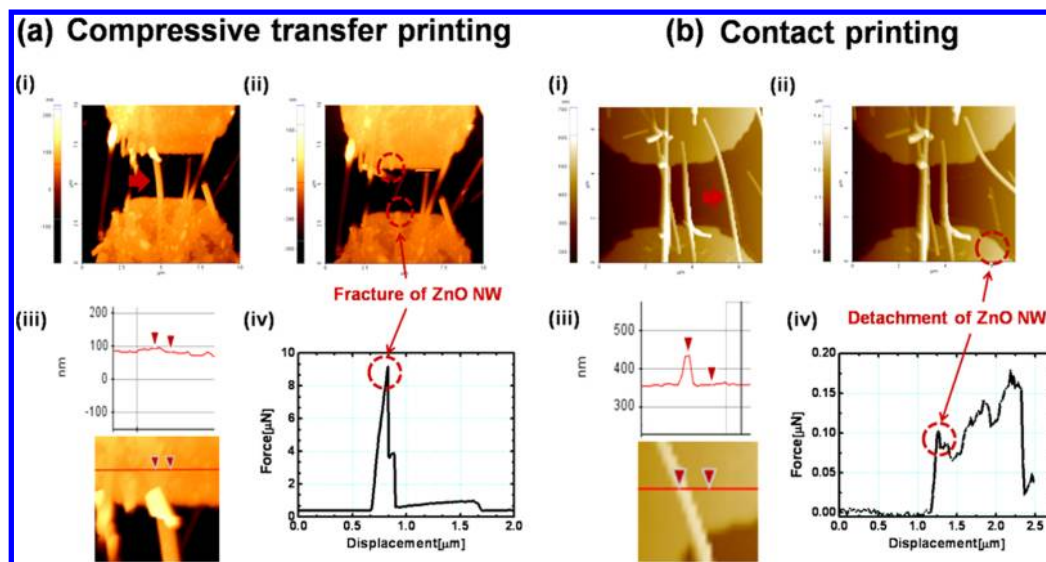 (a) Compressive transfer printing
(b) Contact printing
(i)
(ii)
(i)
(ii)
Fracture of ZnO NW
Detachment of ZnO NW
(iii)
200
100
0
-100
nm
(iv)
10
8
6
4
2
0
Force[μN]
0.0 0.5 1.0 1.5 2.0
Displacement[μm]
(iii)
500
400
300
nm
(iv)
0.20
0.15
0.10
0.05
0.00
Force[μN]
0.0 0.5 1.0 1.5 2.0 2.5
Displacement[μm]